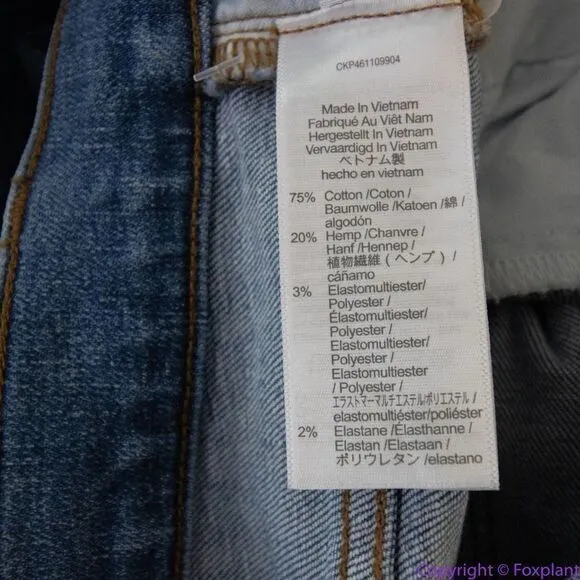 CKP461109904
Made In Vietnam
Fabriqué Au Viêt Nam
Hergestellt In Vietnam
Vervaardigd In Vietnam
ベトナム製
hecho en vietnam
75% Cotton /Coton /
Baumwolle /Katoen /綿 /
algodón
20% Hemp /Chanvre /
Hanf /Hennep /
植物繊維 ( ヘンプ ) /
cáñamo
3% Elastomultiester/
Polyester /
Élastomultiester/
Polyester /
Elastomultiester/
Polyester /
Elastomultiester
/ Polyester /
エラストマーマルチエステル/ポリエステル /
elastomultiéster/poliéster
2% Elastane /Élasthanne /
Elastan /Elastaan /
ポリウレタン /elastano
Copyright © Foxplant